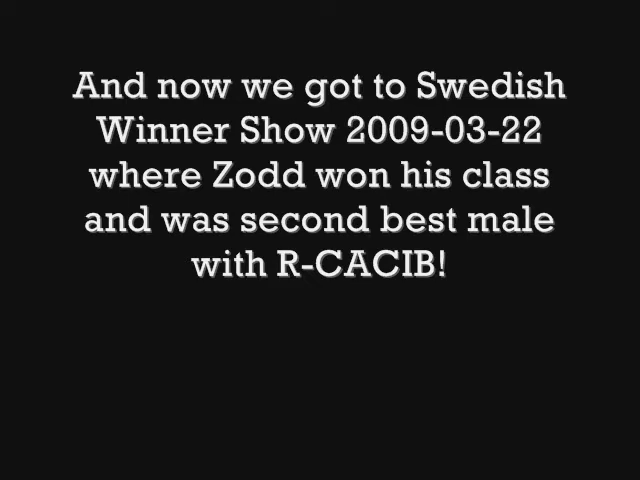 And now we got to Swedish
Winner Show 2009-03-22
where Zodd won his class
and was second best male
with R-CACIB!